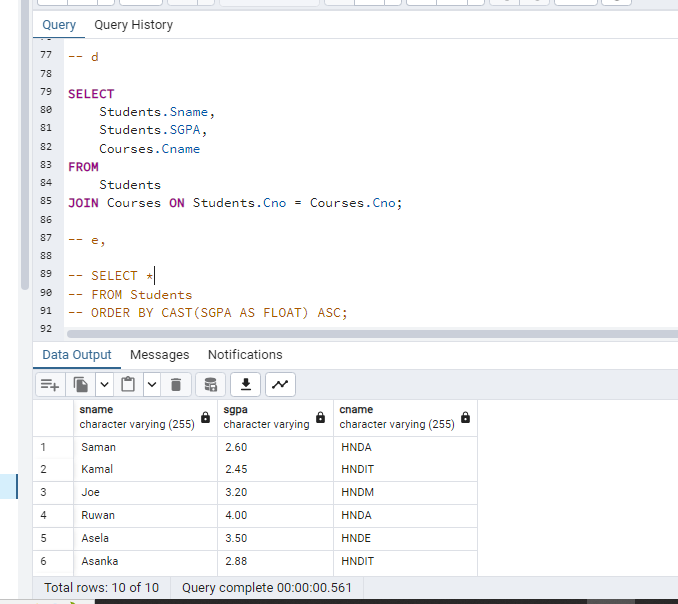 Query Query History
77 -- d
78
79 SELECT
80 Students.Sname,
81 Students.SGPA,
82 Courses.Cname
83 FROM
84 Students
85 JOIN Courses ON Students.Cno = Courses.Cno;
86
87 -- e,
88
89 -- SELECT *
90 -- FROM Students
91 -- ORDER BY CAST(SGPA AS FLOAT) ASC;
92
Data Output Messages Notifications
sname sgpa cname
character varying (255) character varying character varying (255)
1 Saman 2.60 HNDA
2 Kamal 2.45 HNDIT
3 Joe 3.20 HNDM
4 Ruwan 4.00 HNDA
5 Asela 3.50 HNDE
6 Asanka 2.88 HNDIT
Total rows: 10 of 10 Query complete 00:00:00.561